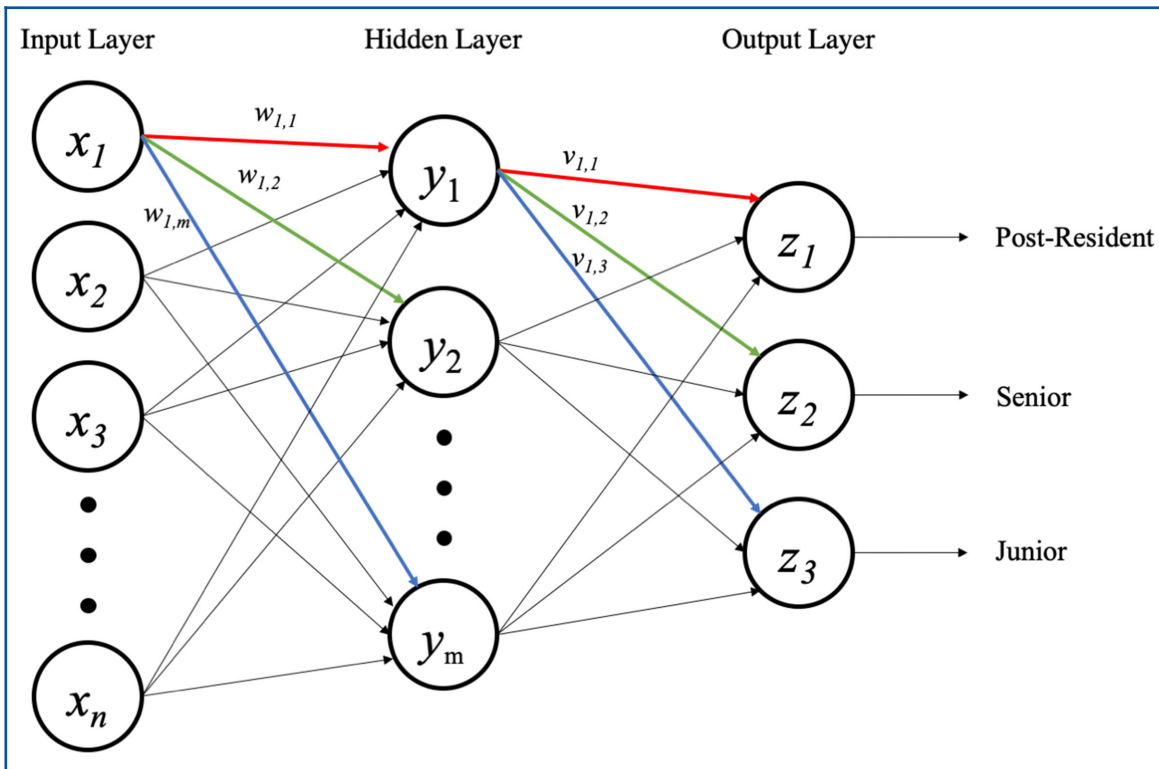 Input Layer
Hidden Layer
Output Layer
x1
x2
x3
xn
w1,1
w1,2
w1,m
y1
y2
ym
v1,1
v1,2
v1,3
z1
z2
z3
Post-Resident
Senior
Junior